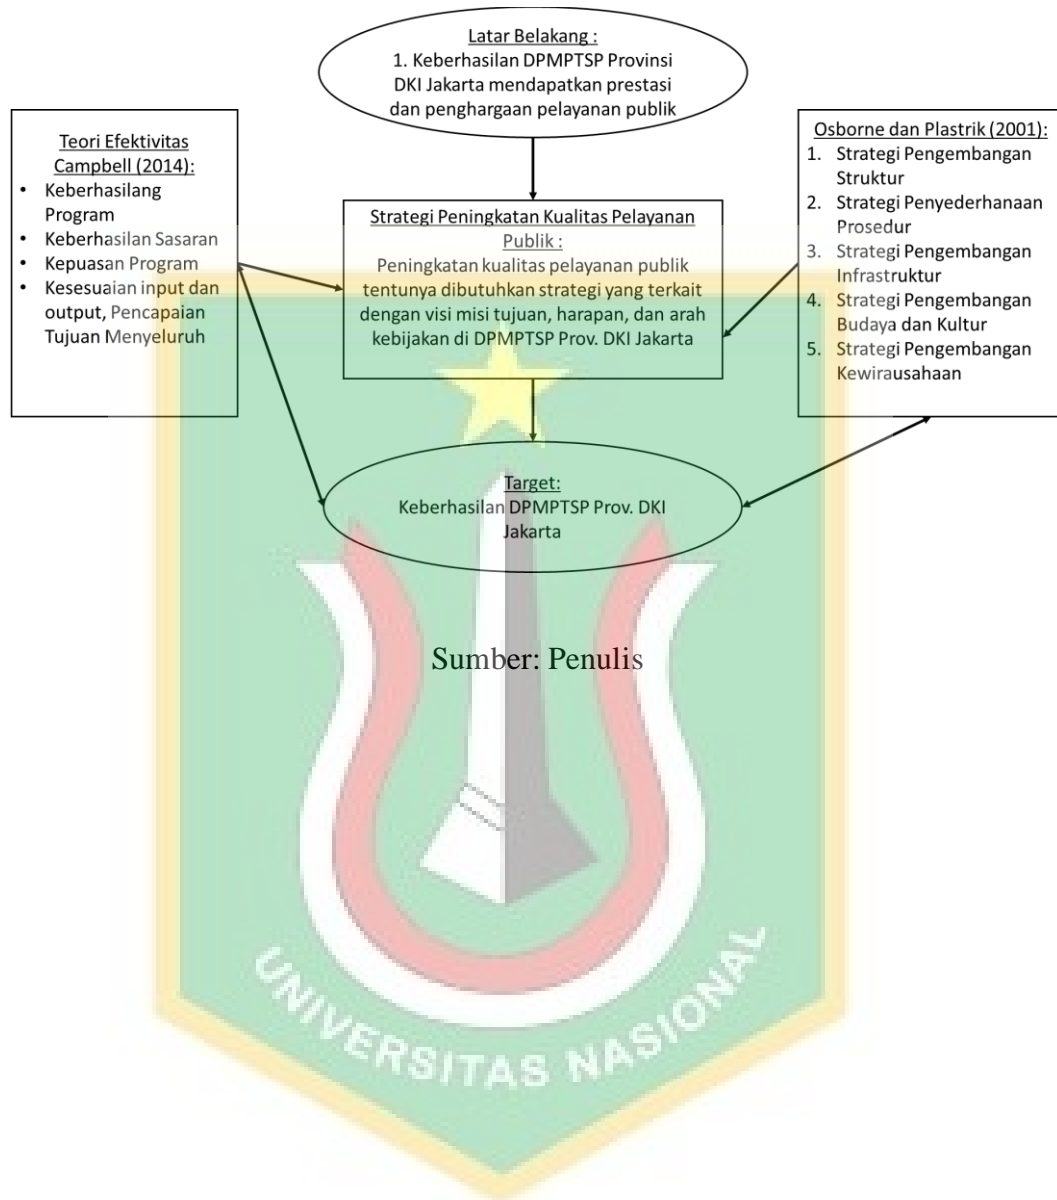 Latar Belakang :
1. Keberhasilan DPMPTSP Provinsi
DKI Jakarta mendapatkan prestasi
dan penghargaan pelayanan publik
Teori Efektivitas
Campbell (2014):
• Keberhasilang
Program
• Keberhasilan Sasaran
• Kepuasan Program
• Kesesuaian input dan
output, Pencapaian
Tujuan Menyeluruh
Strategi Peningkatan Kualitas Pelayanan
Publik :
Peningkatan kualitas pelayanan publik
tentunya dibutuhkan strategi yang terkait
dengan visi misi tujuan, harapan, dan arah
kebijakan di DPMPTSP Prov. DKI Jakarta
Osborne dan Plastrik (2001):
1. Strategi Pengembangan
Struktur
2. Strategi Penyederhanaan
Prosedur
3. Strategi Pengembangan
Infrastruktur
4. Strategi Pengembangan
Budaya dan Kultur
5. Strategi Pengembangan
Kewirausahaan
Target:
Keberhasilan DPMPTSP Prov. DKI
Jakarta
Sumber: Penulis
UNIVERSITAS NASIONAL